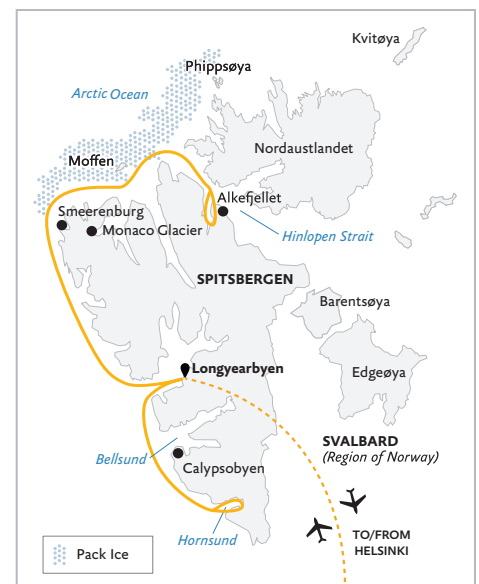 Kvitøya
Phippsøya
Arctic Ocean
Nordaustlandet
Moffen
Alkefjellet
Smeerenburg
Monaco Glacier
Hinlopen Strait
SPITSBERGEN
Barentsøya
Longyearbyen
Edgeøya
SVALBARD
(Region of Norway)
Bellsund
Calypsobyen
TO/FROM
HELSINKI
Hornsund
Pack Ice